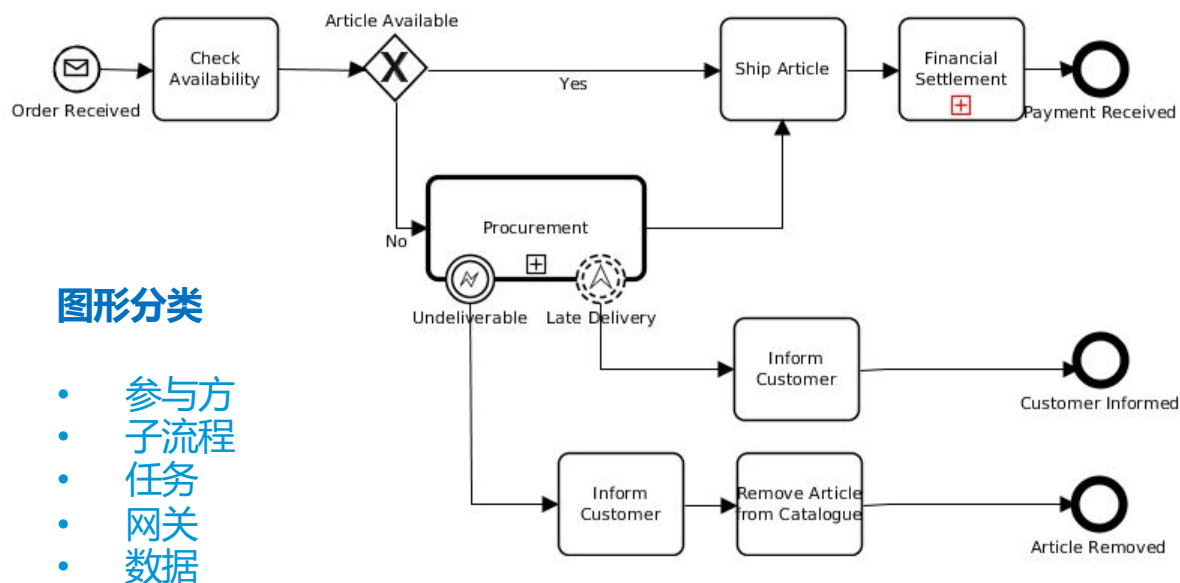 Article Available
Check
Availability
Ship Article
Financial
Settlement
Yes
Order Received
Payment Received
Procurement
No
图形分类
Undeliverable
Late Delivery
Inform
Customer
• 参与方
Customer Informed
• 子流程
• 任务
Inform
Customer
Remove Article
from Catalogue
• 网关
Article Removed
• 数据